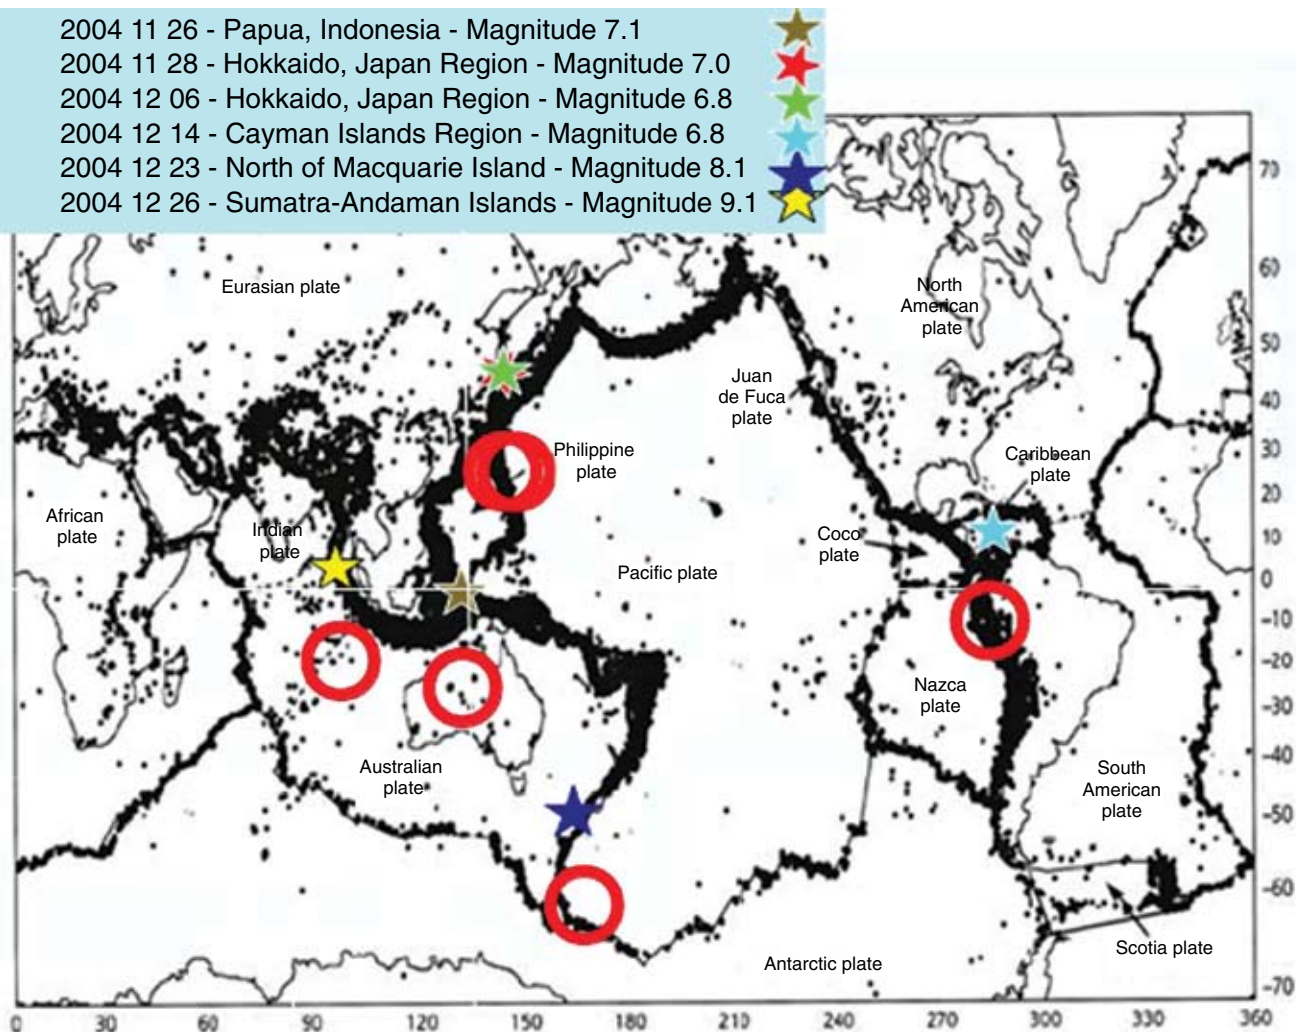 2004 11 26 - Papua, Indonesia - Magnitude 7.1
2004 11 28 - Hokkaido, Japan Region - Magnitude 7.0
2004 12 06 - Hokkaido, Japan Region - Magnitude 6.8
2004 12 14 - Cayman Islands Region - Magnitude 6.8
2004 12 23 - North of Macquarie Island - Magnitude 8.1
2004 12 26 - Sumatra-Andaman Islands - Magnitude 9.1
70
60
50
40
30
20
10
0
-10
-20
-30
-40
-50
-60
-70
Eurasian plate
North
American
plate
Juan
de Fuca
plate
Philippine
plate
Caribbean
plate
African
plate
Indian
plate
Coco
plate
Pacific plate
Nazca
plate
Australian
plate
South
American
plate
Scotia plate
Antarctic plate
0 30 60 90 120 150 180 210 240 270 300 330 360